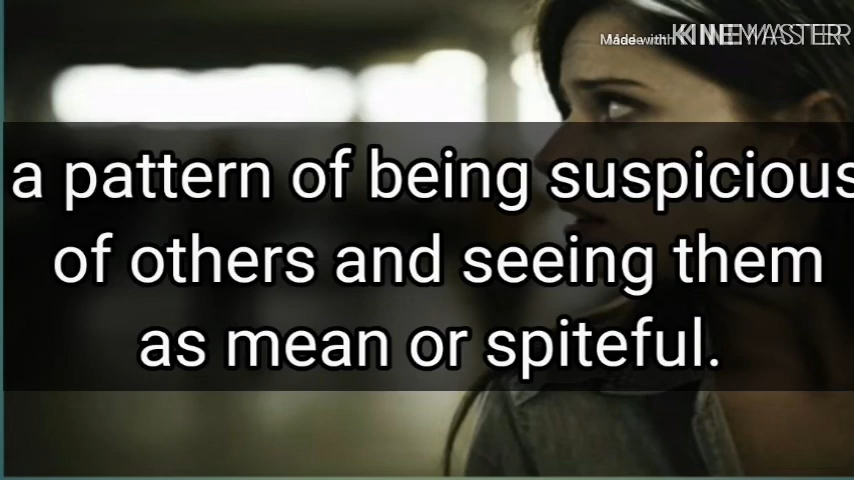 Made with KINEMASTER
a pattern of being suspicious
of others and seeing them
as mean or spiteful.